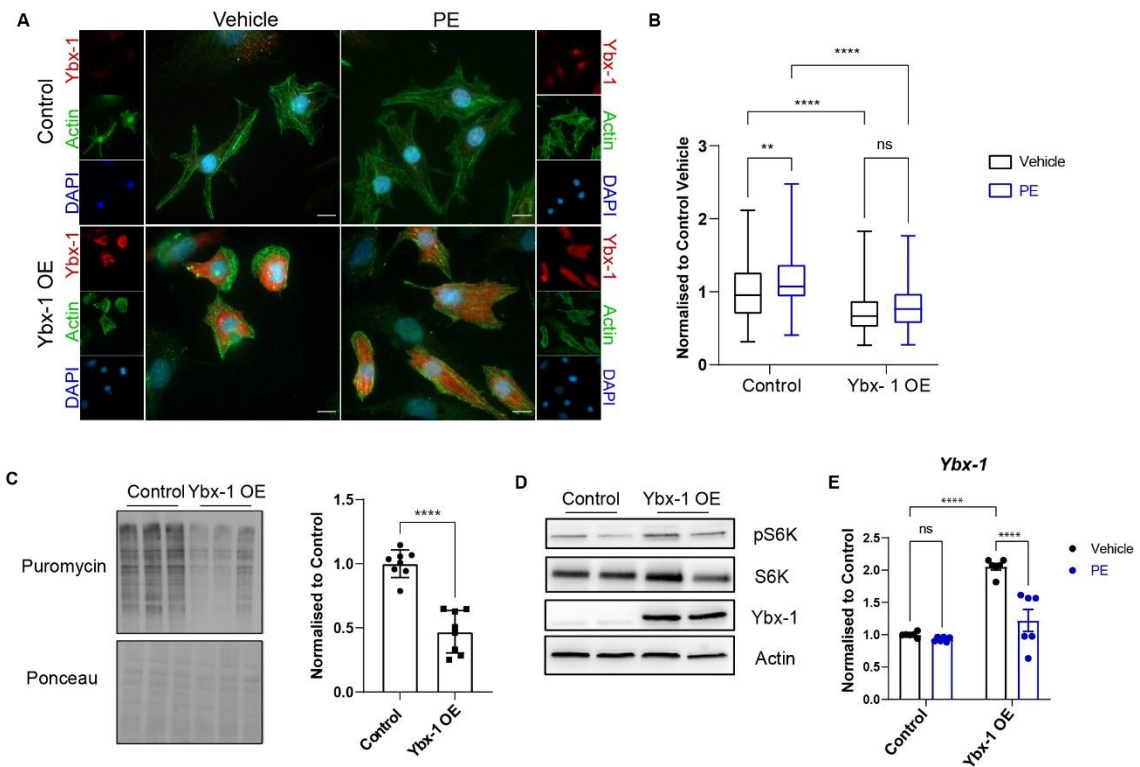 A
Vehicle
PE
Control
Ybx-1
Actin
DAPI
Ybx-1
Actin
DAPI
Ybx-1 OE
Ybx-1
Actin
DAPI
Ybx-1
Actin
DAPI
B
Normalised to Control Vehicle
3
2
1
0
****
****
**
ns
Control
Ybx- 1 OE
Vehicle
PE
C
Control Ybx-1 OE
Puromycin
Ponceau
Normalised to Control
1.5
1.0
0.5
0.0
****
Control
Ybx-1 OE
D
Control Ybx-1 OE
pS6K
S6K
Ybx-1
Actin
E
Ybx-1
Normalised to Control
2.5
2.0
1.5
1.0
0.0
****
ns
****
Control
Ybx-1 OE
Vehicle
PE